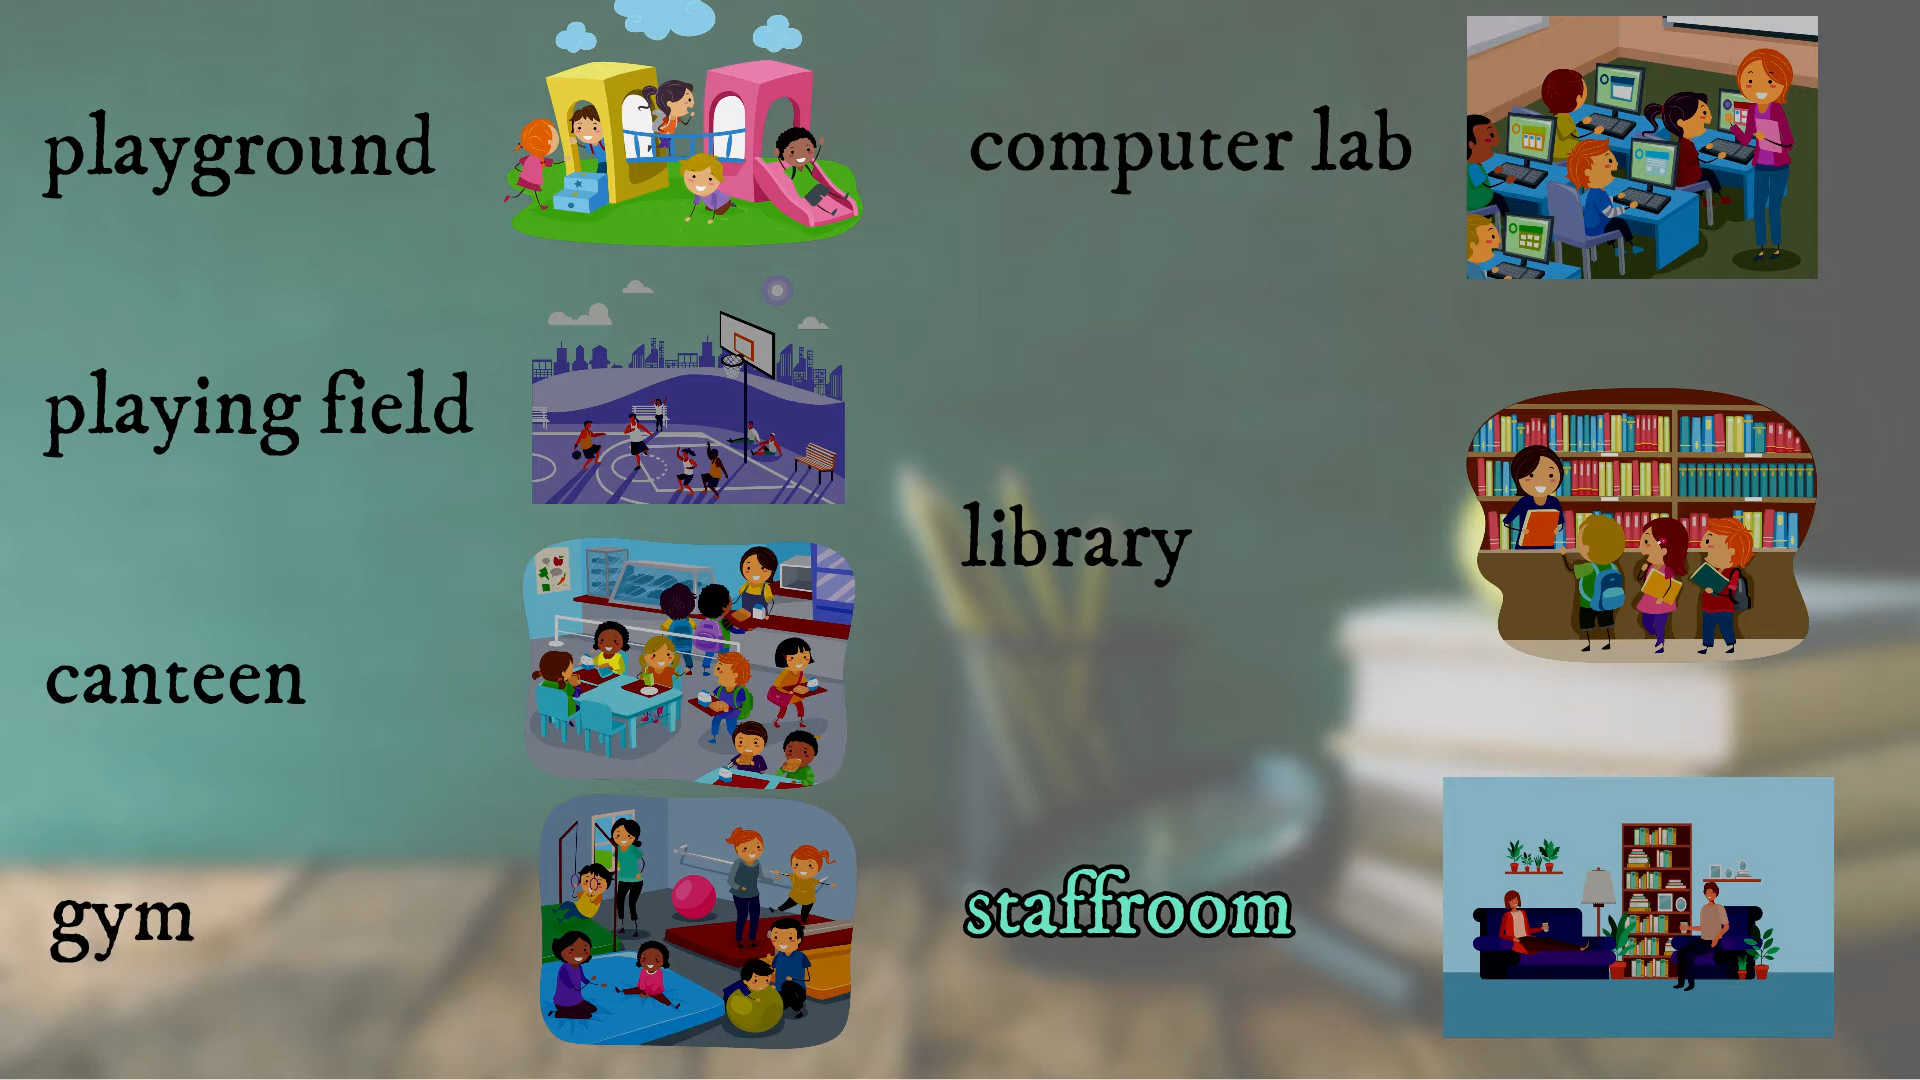 playground
playing field
canteen
gym
computer lab
library
staffroom